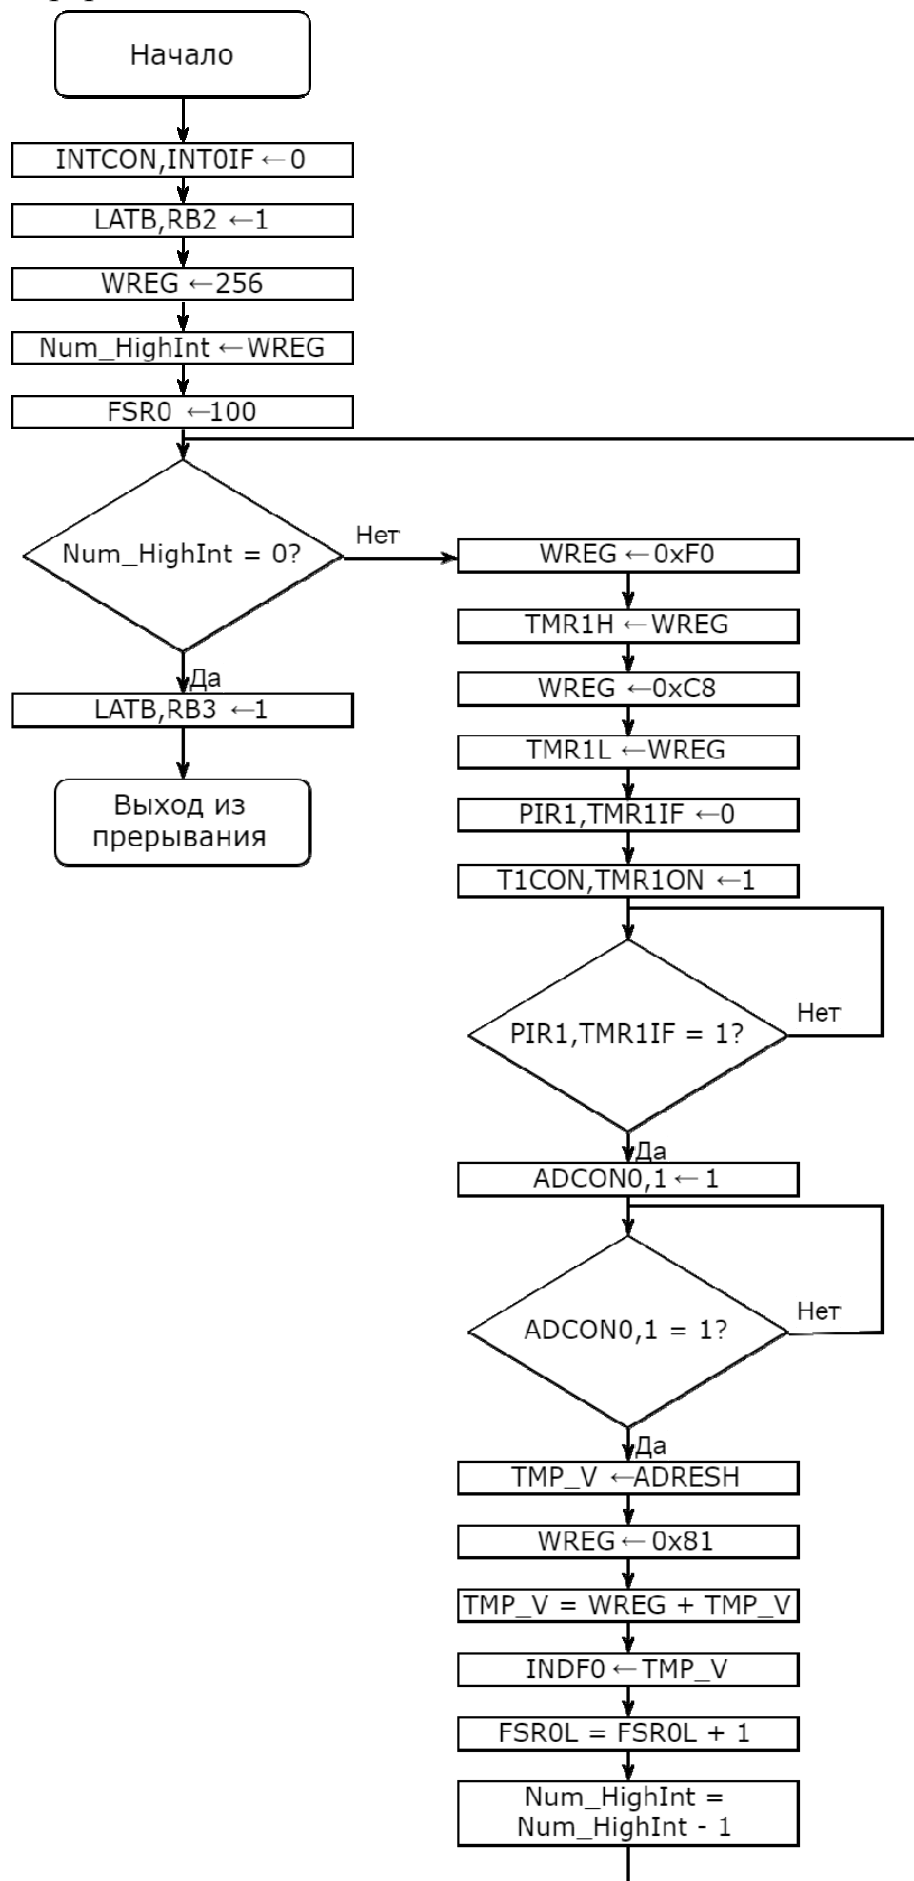 Начало
INTCON,INT0IF ←0
LATB,RB2 ←1
WREG ←256
Num_HighInt ←WREG
FSR0 ←100
Num_HighInt = 0?
Нет
Да
LATB,RB3 ←1
Выход из
прерывания
WREG ←0xF0
TMR1H ←WREG
WREG ←0xC8
TMR1L ←WREG
PIR1,TMR1IF ←0
T1CON,TMR1ON ←1
PIR1,TMR1IF = 1?
Нет
Да
ADCON0,1 ← 1
ADCON0,1 = 1?
Нет
Да
TMP_V ←ADRESH
WREG ← 0x81
TMP_V = WREG + TMP_V
INDF0 ← TMP_V
FSR0L = FSR0L + 1
Num_HighInt =
Num_HighInt - 1